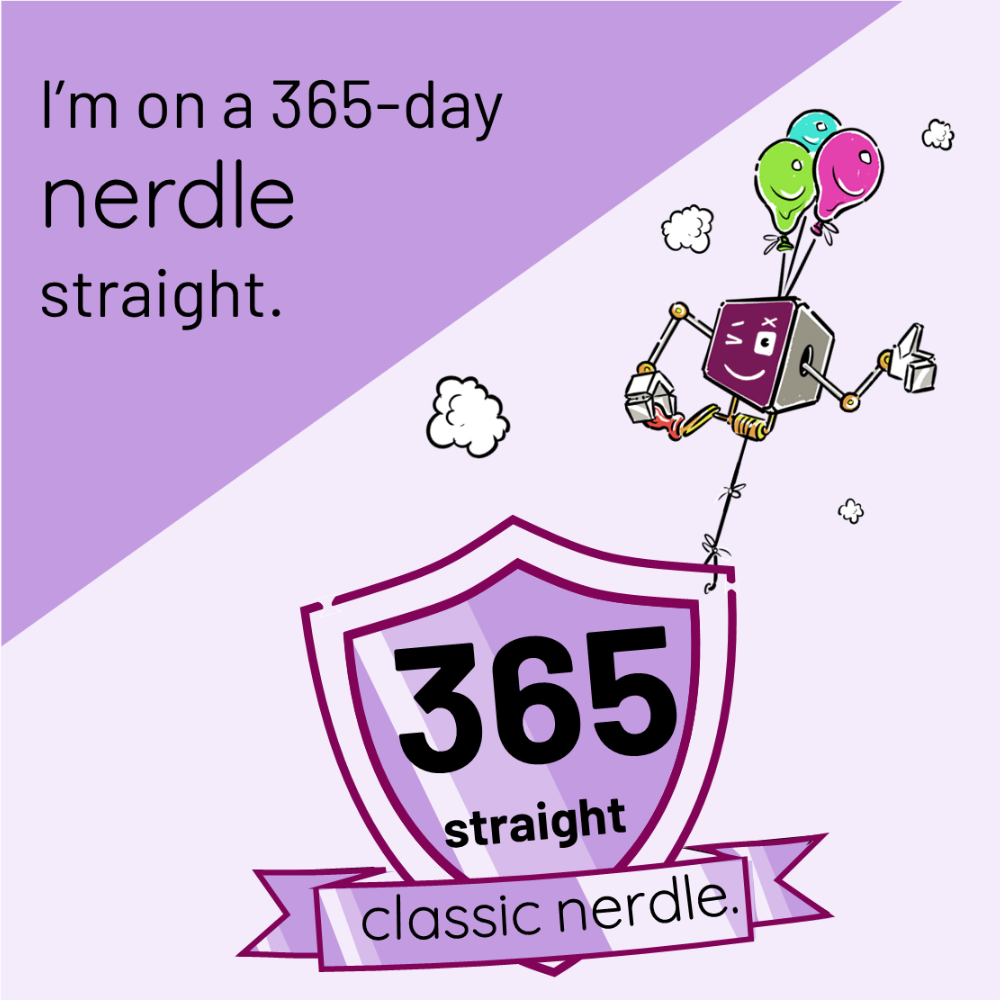 I’m on a 365-day
nerdle
straight.
365
straight
classic nerdle.